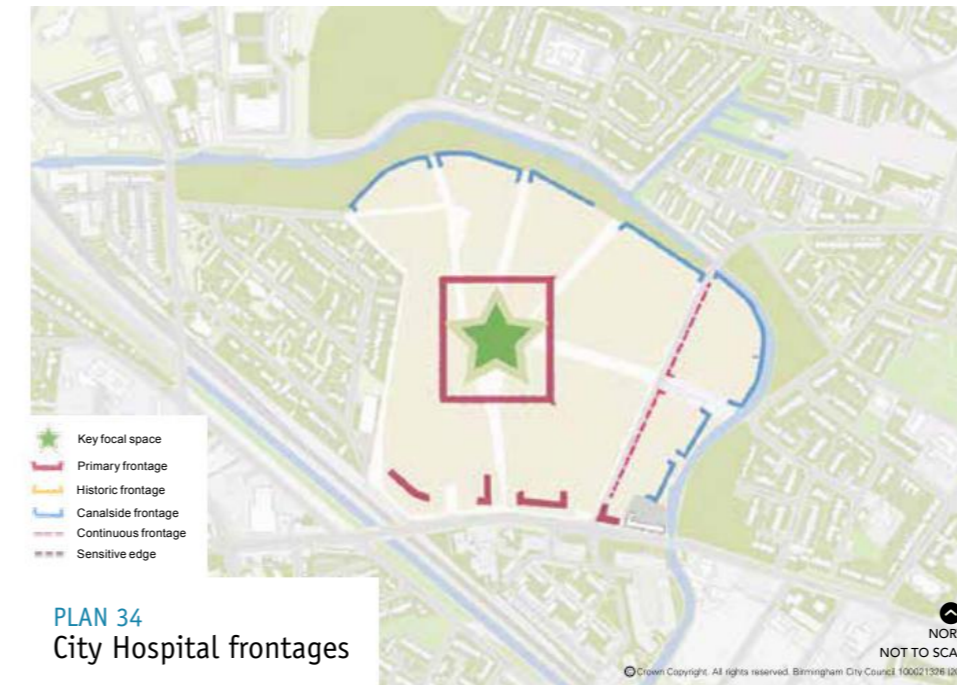 Key focal space
Primary frontage
Historic frontage
Canalside frontage
Continuous frontage
Sensitive edge
PLAN 34
City Hospital frontages
NOR
NOT TO SCA
© Crown Copyright. All rights reserved. Birmingham City Council 100021326 (20